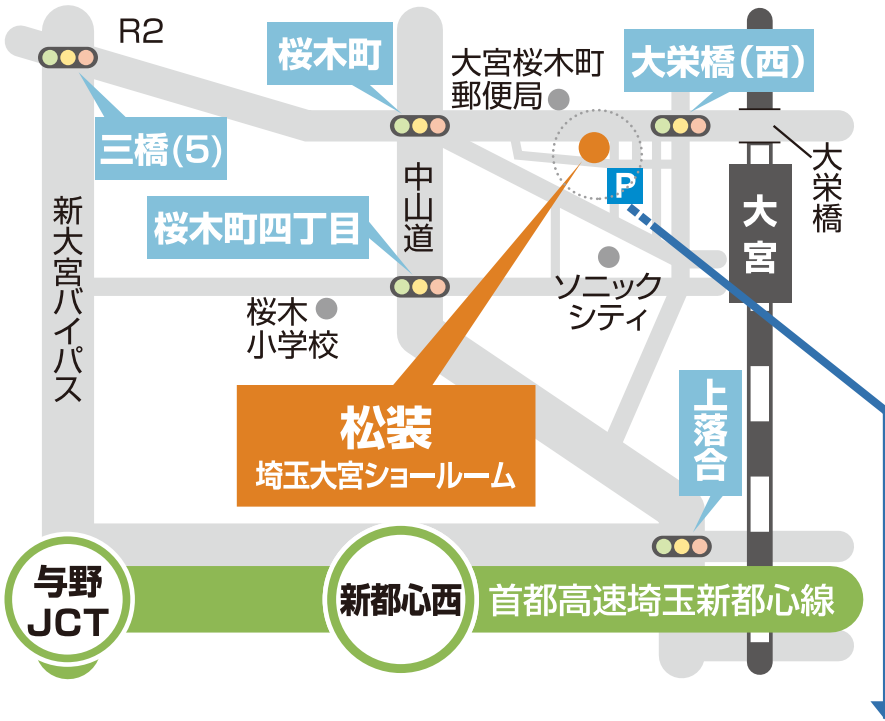 R2
桜木町
大宮桜木町
郵便局
大栄橋(西)
三橋(5)
大栄橋
中山道
P
新大宮バイパス
桜木町四丁目
大宮
ソニック
シティ
桜木
小学校
松装
埼玉大宮ショールーム
上落合
与野
JCT
新都心西
首都高速埼玉新都心線